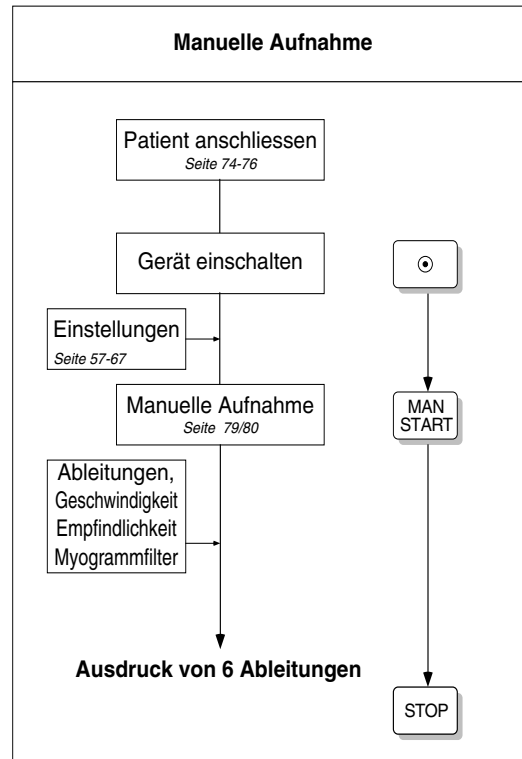 Manuelle Aufnahme
Patient anschliessen
Seite 74-76
Gerät einschalten
Einstellungen
Seite 57-67
Manuelle Aufnahme
Seite 79/80
MAN
START
Ableitungen,
Geschwindigkeit
Empfindlichkeit
Myogrammfilter
Ausdruck von 6 Ableitungen
STOP